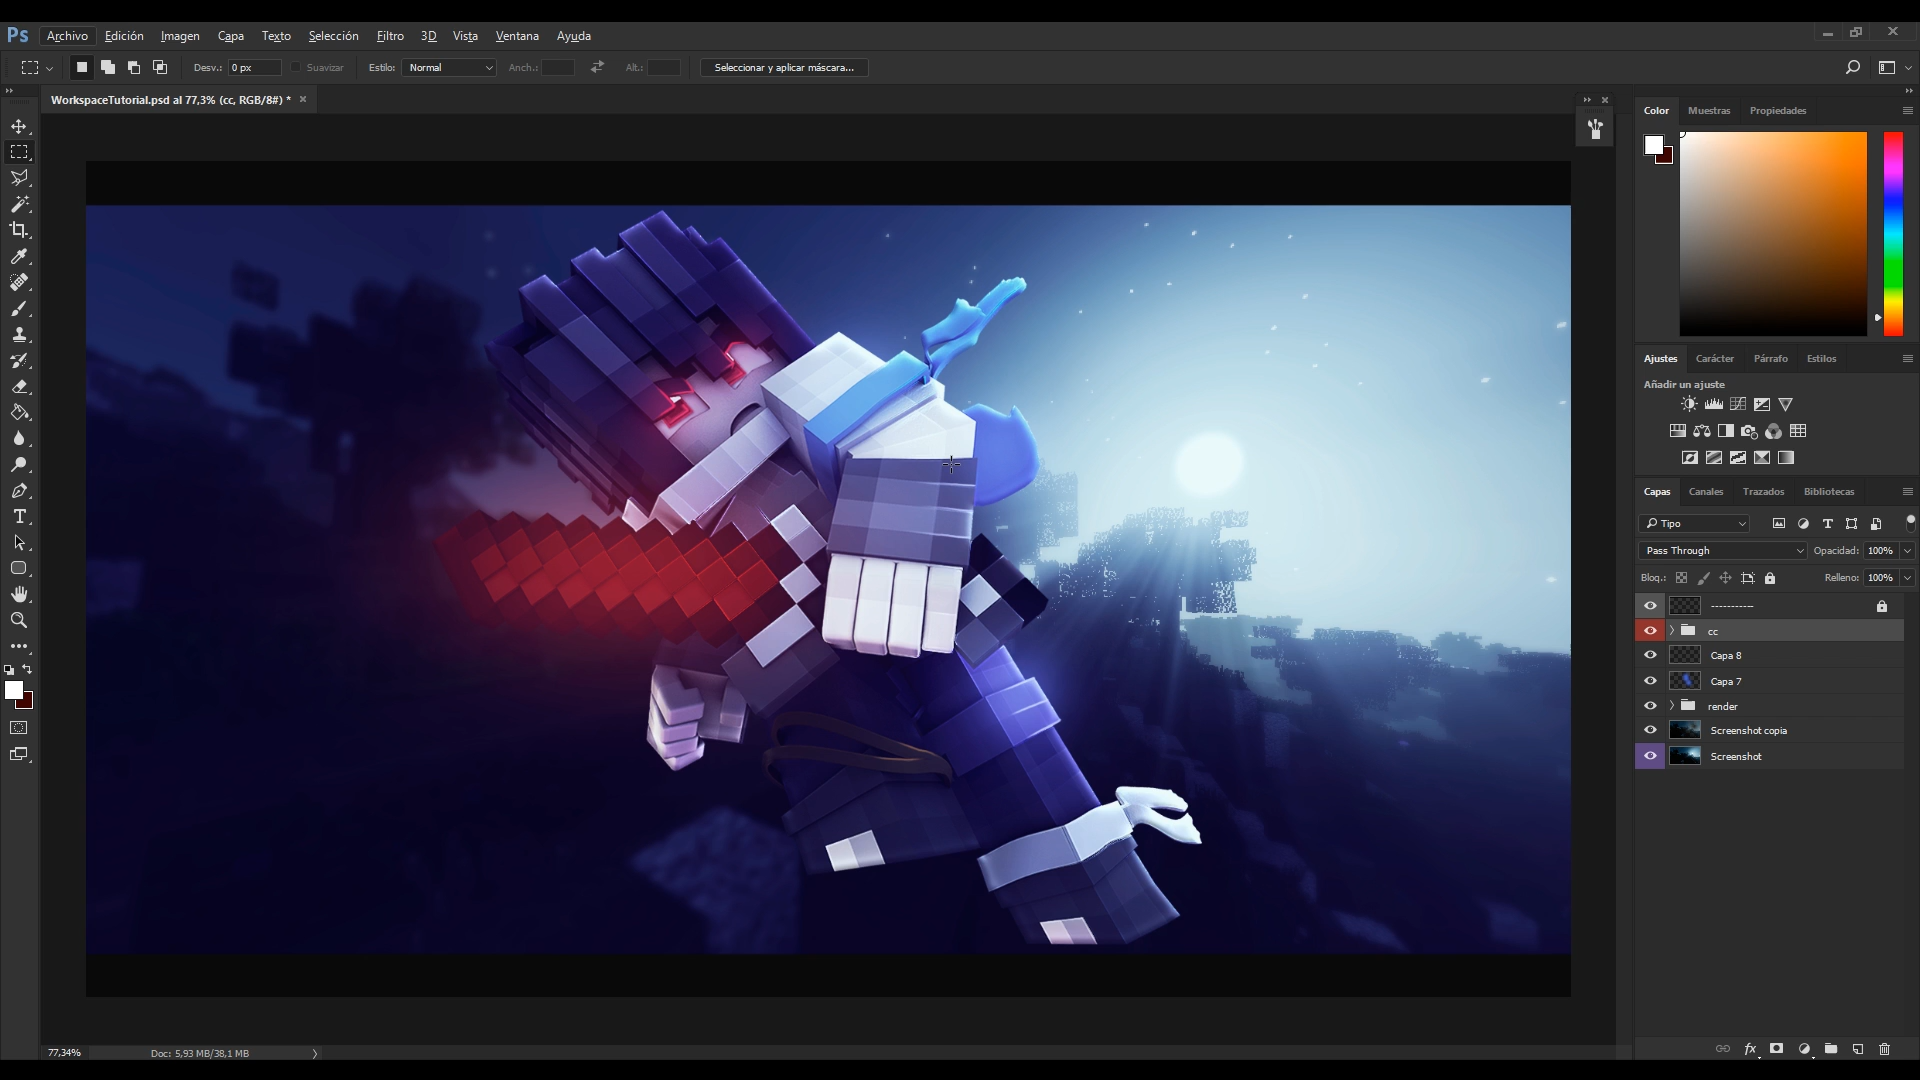 Ps Archivo Edición Imagen Capa Texto Selección Filtro 3D Vista Ventana Ayuda
Desv.: 0 px Suavizar Estilo: Normal Anch.: Alt.: Seleccionar y aplicar máscara...
WorkspaceTutorial.psd al 77,3% (cc, RGB/8#) *
Color Muestras Propiedades
Ajustes Carácter Párrafo Estilos
Añadir un ajuste
Capas Canales Trazados Bibliotecas
Tipo
Pass Through Opacidad: 100%
Bloq.: Relleno: 100%
-----------
cc
Capa 8
Capa 7
render
Screenshot copia
Screenshot
77,34% Doc: 5,93 MB/38,1 MB
fx